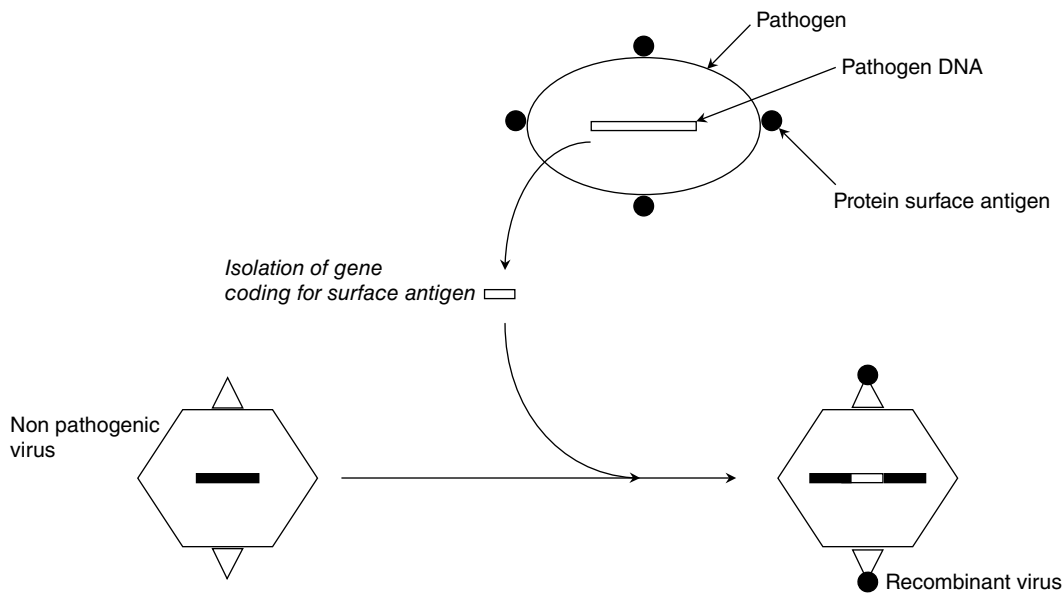 Pathogen
Pathogen DNA
Protein surface antigen
Isolation of gene
coding for surface antigen
Non pathogenic
virus
Recombinant virus